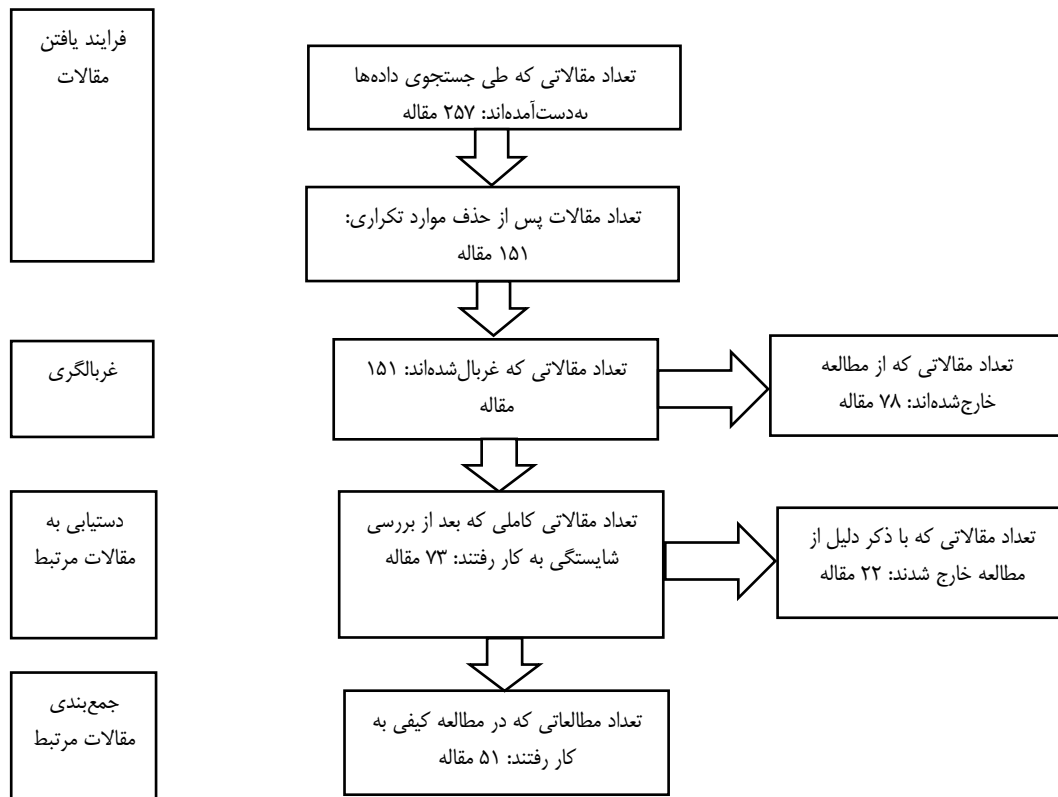 فرایند یافتن
مقالات
تعداد مقالاتی که طی جستجوی داده‌ها
به‌دست‌آمده‌اند: ۲۵۷ مقاله
تعداد مقالات پس از حذف موارد تکراری:
۱۵۱ مقاله
غربالگری
تعداد مقالاتی که غربال‌شده‌اند: ۱۵۱
مقاله
تعداد مقالاتی که از مطالعه
خارج‌شده‌اند: ۷۸ مقاله
دستیابی به
مقالات مرتبط
تعداد مقالاتی کاملی که بعد از بررسی
شایستگی به کار رفتند: ۷۳ مقاله
تعداد مقالاتی که با ذکر دلیل از
مطالعه خارج شدند: ۲۲ مقاله
جمع‌بندی
مقالات مرتبط
تعداد مطالعاتی که در مطالعه کیفی به
کار رفتند: ۵۱ مقاله